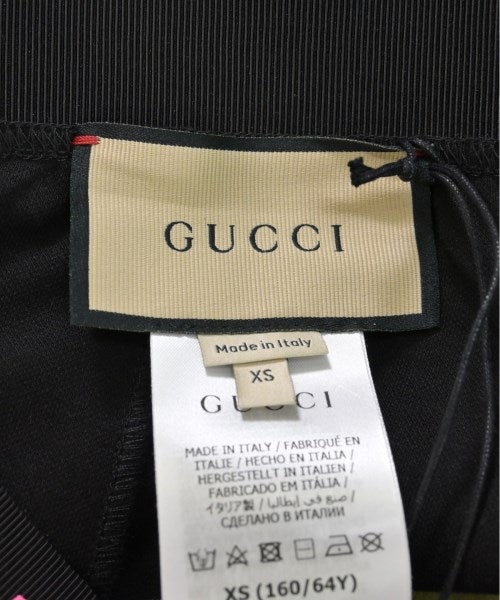 GUCCI
Made in Italy
XS
GUCCI
MADE IN ITALY / FABRIQUÉ EN
ITALIE / HECHO EN ITALIA /
HERGESTELLT IN ITALIEN /
FABRICADO EM ITÁLIA /
イタリア製 / صنع في إيطاليا /
СДЕЛАНО В ИТАЛИИ
XS (160/64Y)